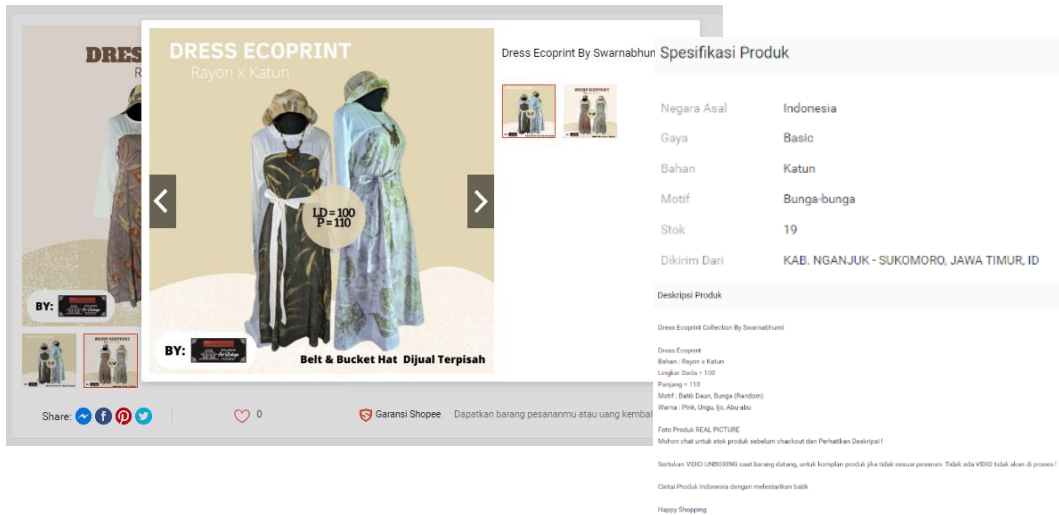 DRES
R
BY:
DRESS ECOPRINT
Rayon x Katun
LD = 100
P = 110
BY:
Belt & Bucket Hat Dijual Terpisah
Dress Ecoprint By Swarnabhum
DRESS ECOPRINT
Share:
0
Garansi Shopee
Dapatkan barang pesananmu atau uang kembal
Spesifikasi Produk
Negara Asal Indonesia
Gaya Basic
Bahan Katun
Motif Bunga-bunga
Stok 19
Dikirim Dari KAB. NGANJUK - SUKOMORO, JAWA TIMUR, ID
Deskripsi Produk
Dress Ecoprint Collection By Swarnabhumi
Dress Ecoprint
Bahan : Rayon x Katun
Lingkar Dada = 100
Panjang = 110
Motif : Batik Daun, Bunga (Random)
Warna : Pink, Ungu, Ijo, Abu-abu
Foto Produk REAL PICTURE
Mohon chat untuk stok produk sebelum chackout dan Perhatikan Deskripsi !
Sertakan VIDIO UNBOXING saat barang datang, untuk komplan produk jika tidak sesuai pesanan. Tidak ada VIDIO tidak akan di proses !
Cintai Produk Indonesia dengan melestarikan batik
Happy Shopping